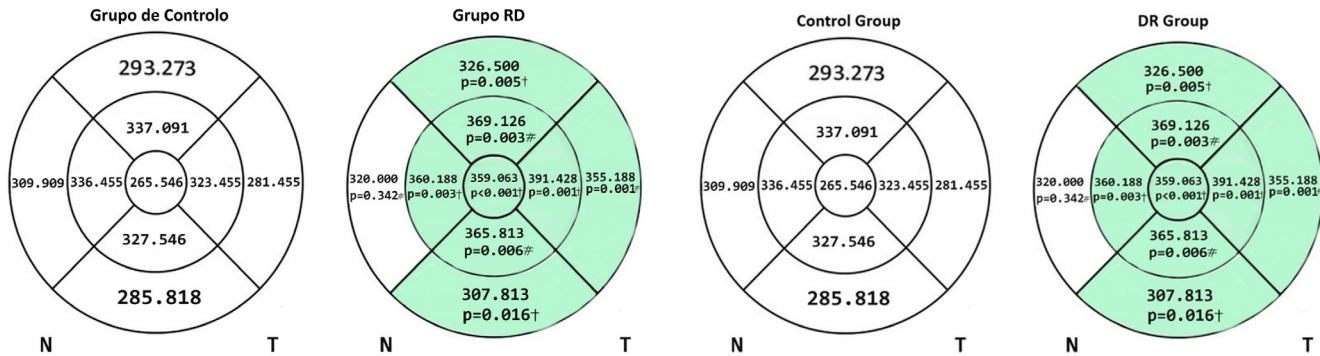 Grupo de Controlo
293.273
337.091
309.909 336.455 265.546 323.455 281.455
327.546
285.818
N T
Grupo RD
326.500
p=0.005†
369.126
p=0.003#
320.000 360.188 359.063 391.428 355.188
p=0.342# p=0.003† p<0.001† p=0.001† p=0.001#
365.813
p=0.006#
307.813
p=0.016†
N T
Control Group
293.273
337.091
309.909 336.455 265.546 323.455 281.455
327.546
285.818
N T
DR Group
326.500
p=0.005†
369.126
p=0.003#
320.000 360.188 359.063 391.428 355.188
p=0.342# p=0.003† p<0.001† p=0.001† p=0.001#
365.813
p=0.006#
307.813
p=0.016†
N T